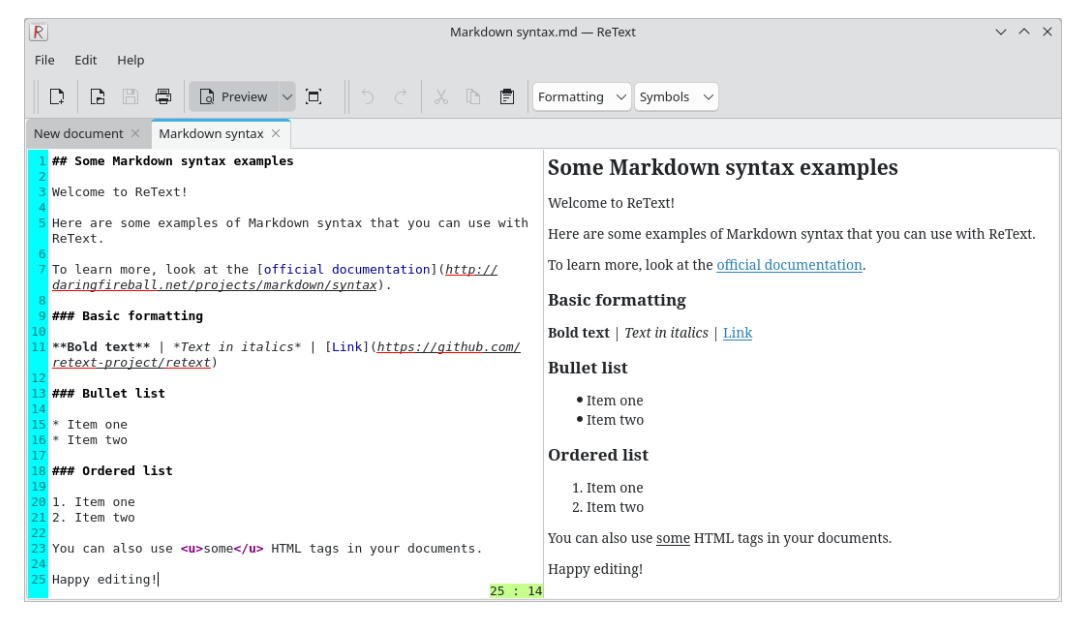 R Markdown syntax.md — ReText
File Edit Help
Preview Formatting Symbols
New document Markdown syntax
1 ## Some Markdown syntax examples
2
3 Welcome to ReText!
4
5 Here are some examples of Markdown syntax that you can use with
ReText.
6
7 To learn more, look at the [official documentation](http://
daringfireball.net/projects/markdown/syntax).
8
9 ### Basic formatting
10
11 **Bold text** | *Text in italics* | [Link](https://github.com/
retext-project/retext)
12
13 ### Bullet list
14
15 * Item one
16 * Item two
17
18 ### Ordered list
19
20 1. Item one
21 2. Item two
22
23 You can also use <u>some</u> HTML tags in your documents.
24
25 Happy editing!
25 : 14
Some Markdown syntax examples
Welcome to ReText!
Here are some examples of Markdown syntax that you can use with ReText.
To learn more, look at the official documentation.
Basic formatting
Bold text | Text in italics | Link
Bullet list
• Item one
• Item two
Ordered list
1. Item one
2. Item two
You can also use some HTML tags in your documents.
Happy editing!